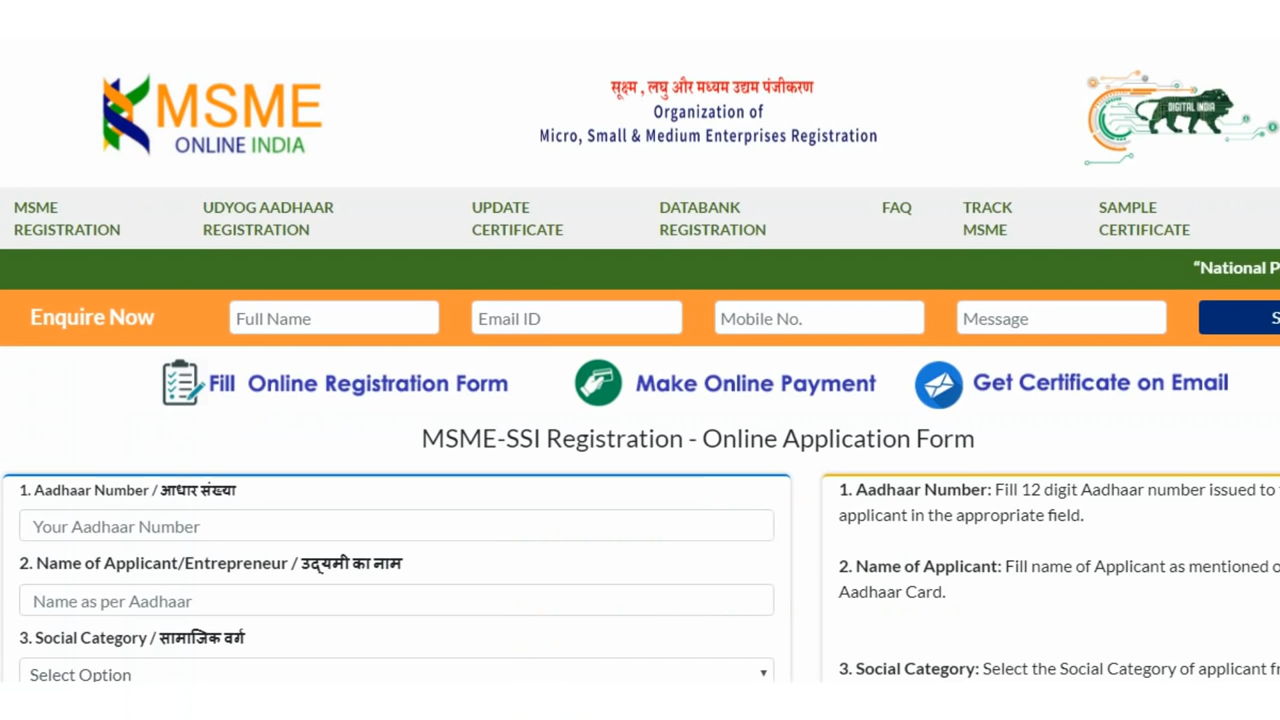 MSME
ONLINE INDIA
सूक्ष्म , लघु और मध्यम उद्यम पंजीकरण
Organization of
Micro, Small & Medium Enterprises Registration
DIGITAL INDIA
MSME REGISTRATION
UDYOG AADHAAR REGISTRATION
UPDATE CERTIFICATE
DATABANK REGISTRATION
FAQ
TRACK MSME
SAMPLE CERTIFICATE
“National P
Enquire Now
Full Name
Email ID
Mobile No.
Message
S
Fill Online Registration Form
Make Online Payment
Get Certificate on Email
MSME-SSI Registration - Online Application Form
1. Aadhaar Number / आधार संख्या
Your Aadhaar Number
2. Name of Applicant/Entrepreneur / उद्यमी का नाम
Name as per Aadhaar
3. Social Category / सामाजिक वर्ग
Select Option
1. Aadhaar Number: Fill 12 digit Aadhaar number issued to
applicant in the appropriate field.
2. Name of Applicant: Fill name of Applicant as mentioned
Aadhaar Card.
3. Social Category: Select the Social Category of applicant